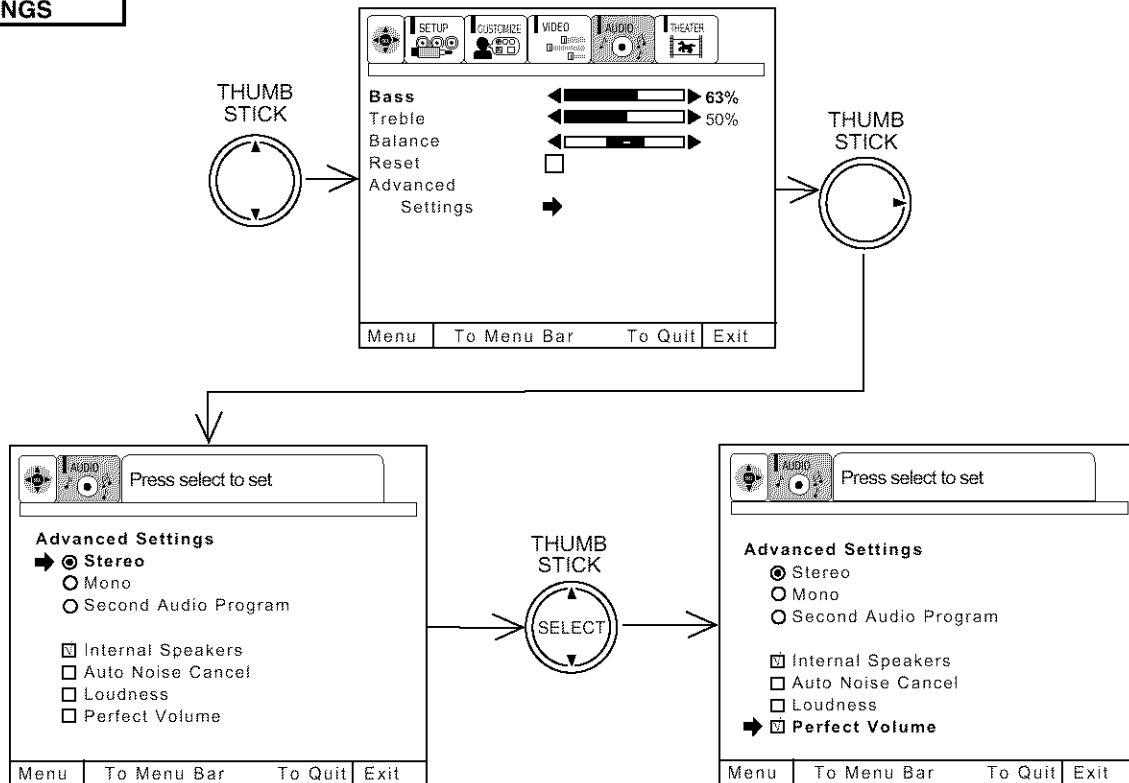 NGS
SETUP
CUSTOMIZE
VIDEO
AUDIO
THEATER
SEL
THUMB
STICK
Bass 63%
Treble 50%
Balance
Reset
Advanced
Settings
Menu To Menu Bar To Quit Exit
THUMB
STICK
AUDIO
SEL
Press select to set
Advanced Settings
Stereo
Mono
Second Audio Program
Internal Speakers
Auto Noise Cancel
Loudness
Perfect Volume
Menu To Menu Bar To Quit Exit
THUMB
STICK
SELECT
AUDIO
SEL
Press select to set
Advanced Settings
Stereo
Mono
Second Audio Program
Internal Speakers
Auto Noise Cancel
Loudness
Perfect Volume
Menu To Menu Bar To Quit Exit